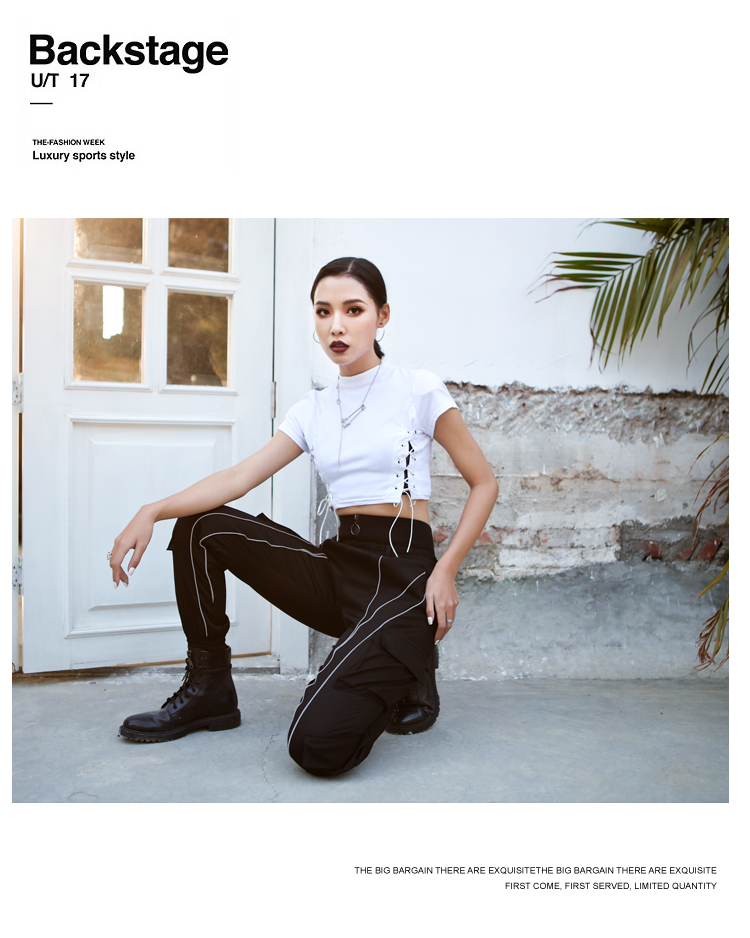 Backstage
U/T 17
THE-FASHION WEEK
Luxury sports style
THE BIG BARGAIN THERE ARE EXQUISITETHE BIG BARGAIN THERE ARE EXQUISITE
FIRST COME, FIRST SERVED, LIMITED QUANTITY